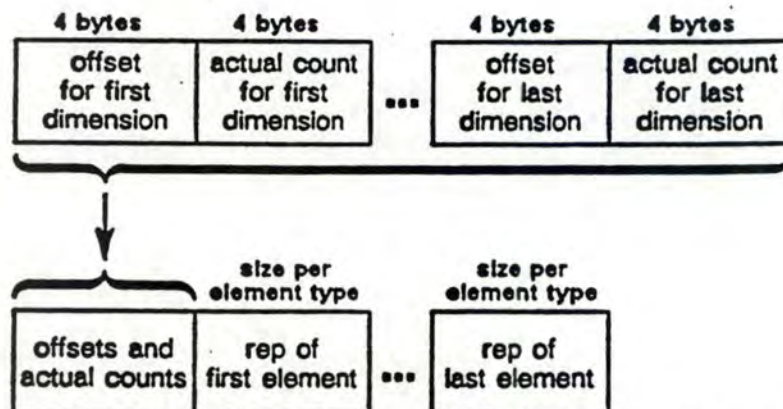 4 bytes 4 bytes 4 bytes 4 bytes
offset
for first
dimension
actual count
for first
dimension
...
offset
for last
dimension
actual count
for last
dimension
size per
element type
size per
element type
offsets and
actual counts
rep of
first element
...
rep of
last element